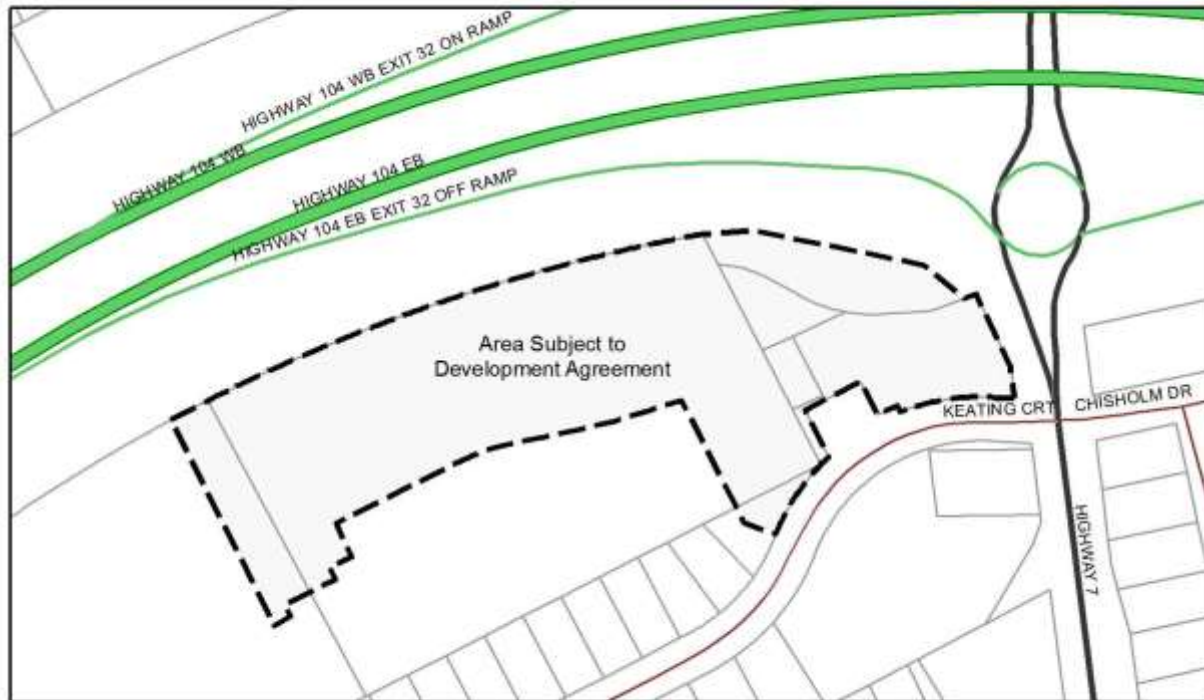 HIGHWAY 104 WB EXIT 32 ON RAMP
HIGHWAY 104 WB
HIGHWAY 104 EB
HIGHWAY 104 EB EXIT 32 OFF RAMP
Area Subject to
Development Agreement
KEATING CRT
CHISHOLM DR
HIGHWAY 7